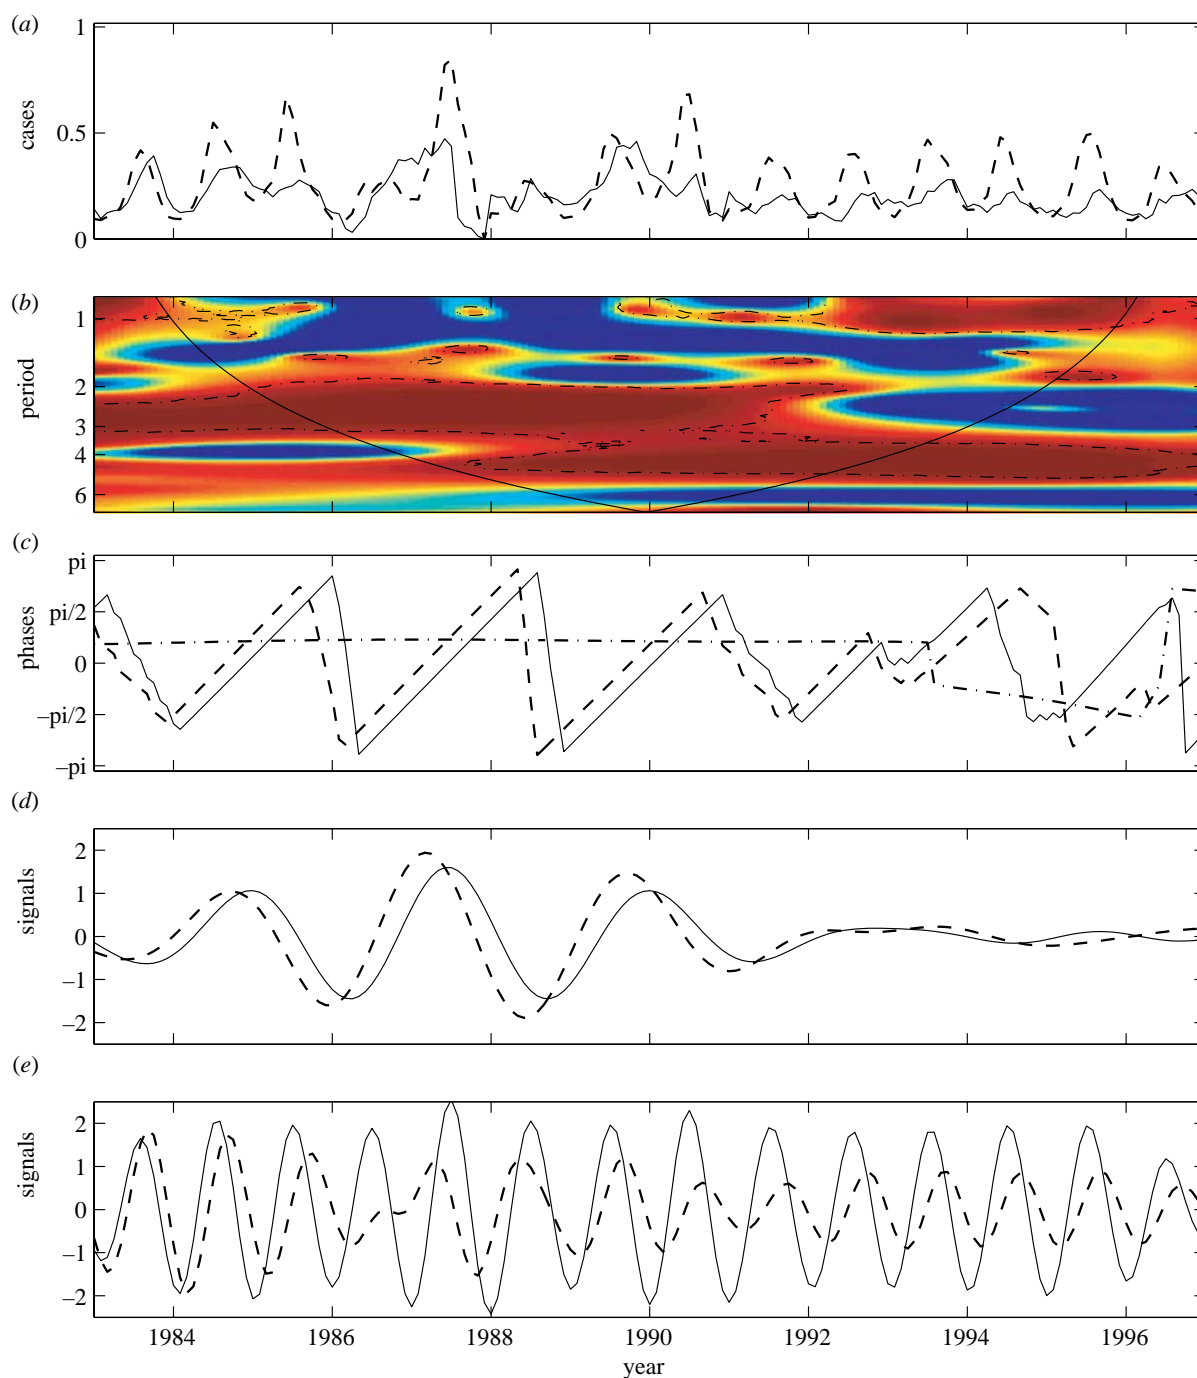 (a)
1
0.5
0
cases
(b)
1
2
3
4
6
period
(c)
pi
pi/2
0
–pi/2
–pi
phases
(d)
2
1
0
–1
–2
signals
(e)
2
1
0
–1
–2
signals
1984 1986 1988 1990 1992 1994 1996
year